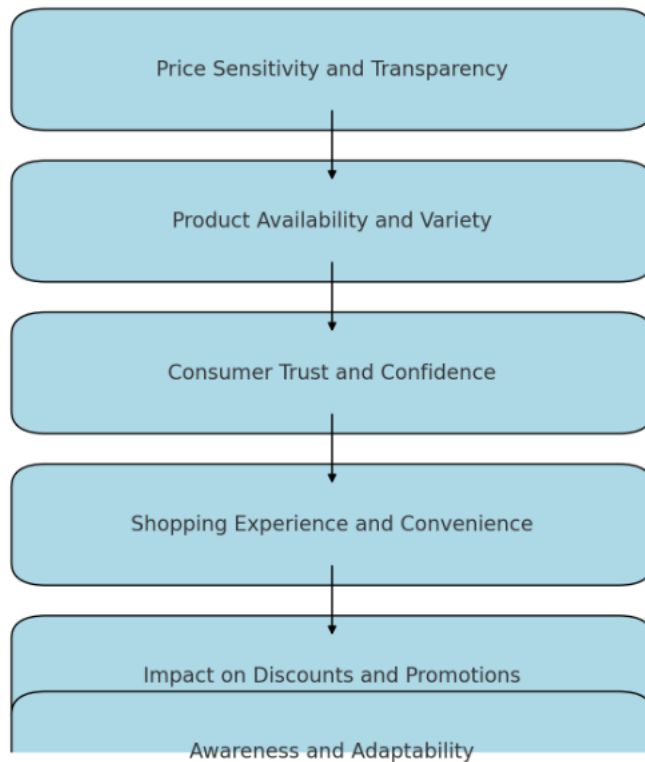 Price Sensitivity and Transparency
Product Availability and Variety
Consumer Trust and Confidence
Shopping Experience and Convenience
Impact on Discounts and Promotions
Awareness and Adaptability